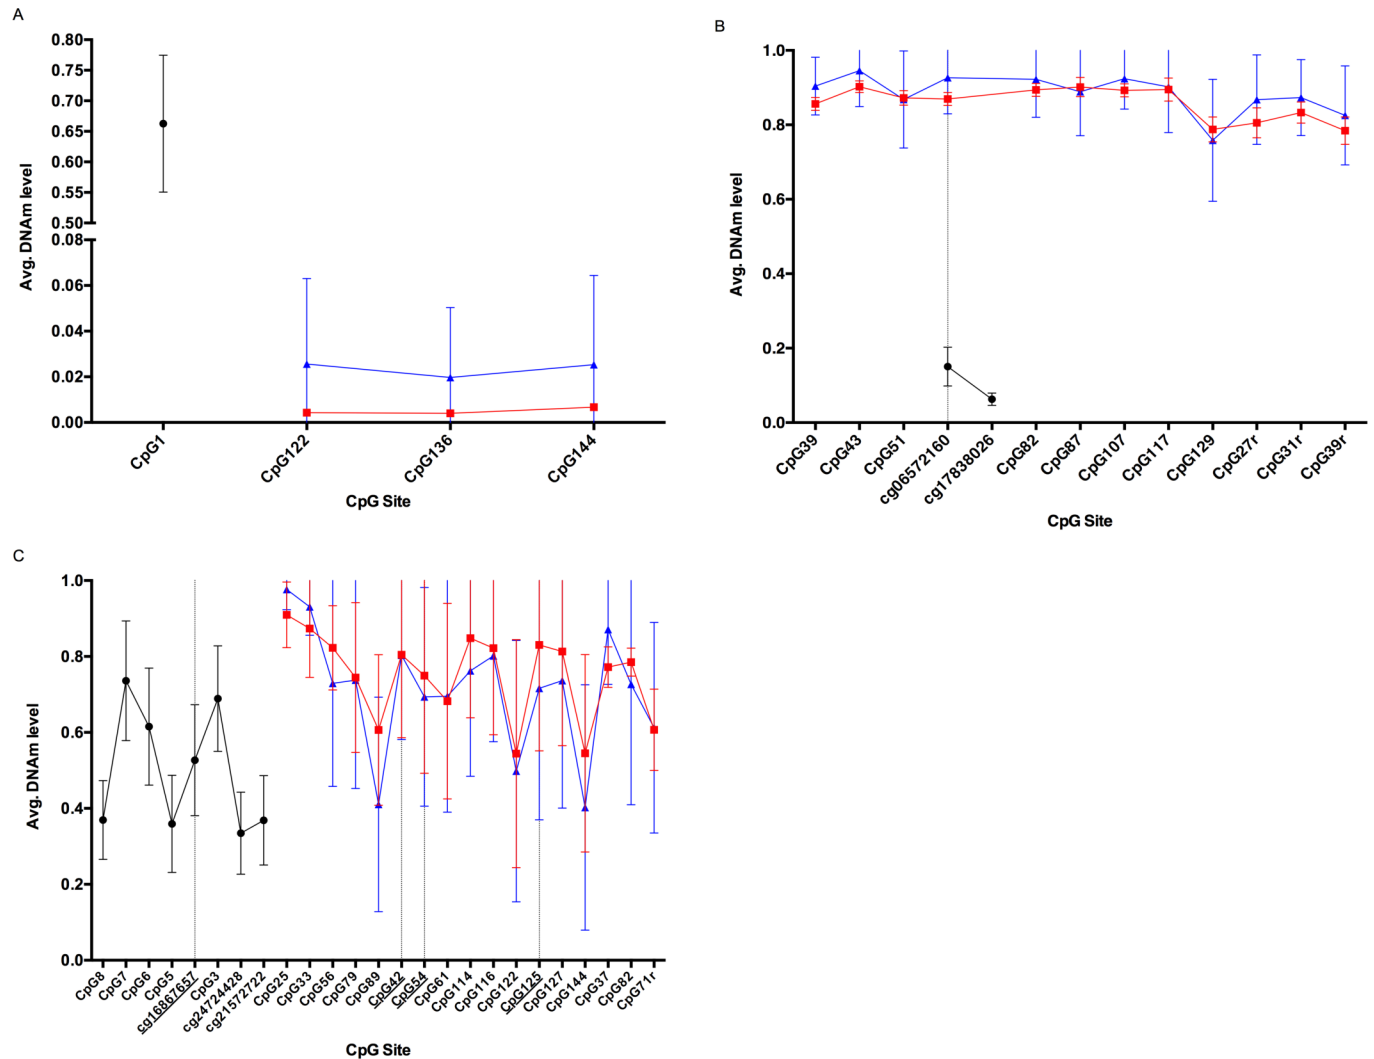 A
0.80
0.75
0.70
0.65
0.60
0.55
0.50
0.08
0.06
0.04
0.02
0.00
Avg. DNAm level
CpG1
CpG122
CpG136
CpG144
CpG Site
B
1.0
0.8
0.6
0.4
0.2
0.0
Avg. DNAm level
CpG39
CpG43
CpG51
cg06572160
cg17838026
CpG82
CpG87
CpG107
CpG117
CpG129
CpG27r
CpG31r
CpG39r
CpG Site
C
1.0
0.8
0.6
0.4
0.2
0.0
Avg. DNAm level
CpG8
CpG7
CpG6
CpG5
cg16867657
CpG3
cg24724428
cg21572722
CpG25
CpG33
CpG56
CpG79
CpG89
CpG42
CpG54
CpG61
CpG114
CpG116
CpG122
CpG125
CpG127
CpG144
CpG37
CpG82
CpG71r
CpG Site